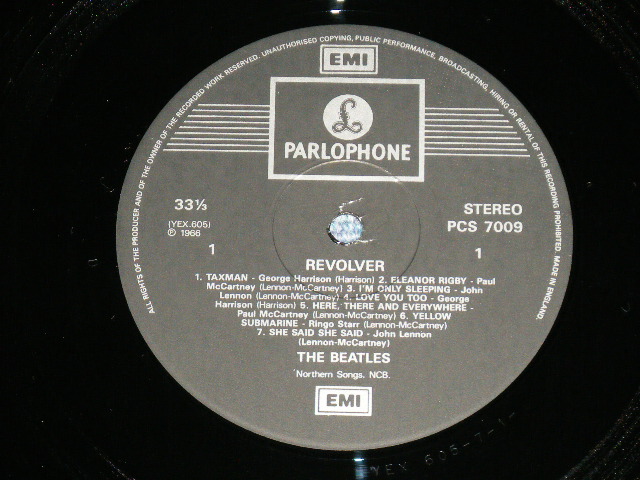 ALL RIGHTS OF THE PRODUCER AND OF THE OWNER OF THE RECORDED WORK RESERVED. UNAUTHORISED COPYING, PUBLIC PERFORMANCE, BROADCASTING, HIRING OR RENTAL OF THIS RECORDING PROHIBITED. MADE IN ENGLAND.
EMI
£
PARLOPHONE
33⅓
STEREO
(YEX.605)
PCS 7009
℗ 1966
1
1
REVOLVER
1. TAXMAN - George Harrison (Harrison) 2. ELEANOR RIGBY - Paul
McCartney (Lennon-McCartney) 3. I'M ONLY SLEEPING - John
Lennon (Lennon-McCartney) 4. LOVE YOU TOO - George
Harrison (Harrison) 5. HERE, THERE AND EVERYWHERE -
Paul McCartney (Lennon-McCartney) 6. YELLOW
SUBMARINE - Ringo Starr (Lennon-McCartney)
7. SHE SAID SHE SAID - John Lennon
(Lennon-McCartney)
THE BEATLES
Northern Songs. NCB.
EMI
YEX 605-7-1-